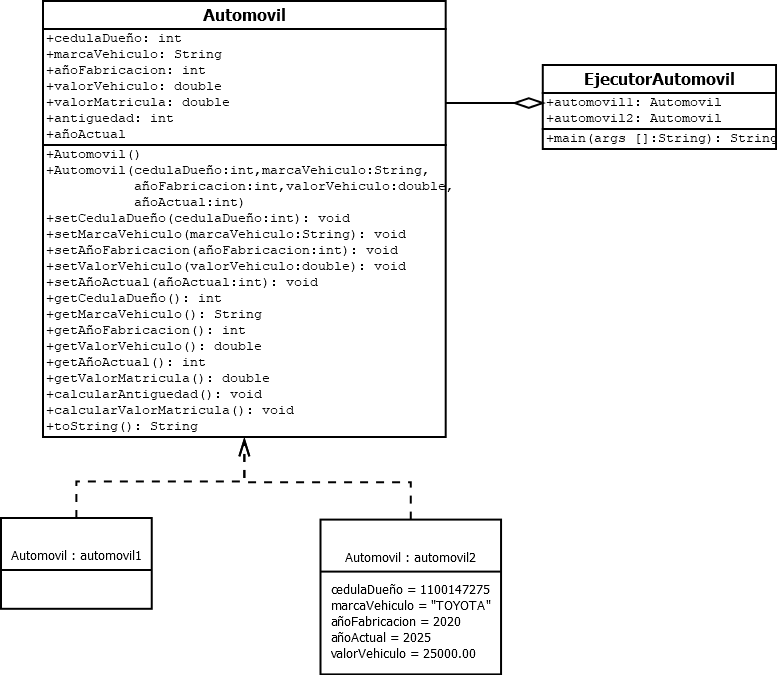 Automovil
+cedulaDueño: int
+marcaVehiculo: String
+añoFabricacion: int
+valorVehiculo: double
+valorMatricula: double
+antiguedad: int
+añoActual
+Automovil()
+Automovil(cedulaDueño:int,marcaVehiculo:String,
añoFabricacion:int,valorVehiculo:double,
añoActual:int)
+setCedulaDueño(cedulaDueño:int): void
+setMarcaVehiculo(marcaVehiculo:String): void
+setAñoFabricacion(añoFabricacion:int): void
+setValorVehiculo(valorVehiculo:double): void
+setAñoActual(añoActual:int): void
+getCedulaDueño(): int
+getMarcaVehiculo(): String
+getAñoFabricacion(): int
+getValorVehiculo(): double
+getAñoActual(): int
+getValorMatricula(): double
+calcularAntiguedad(): void
+calcularValorMatricula(): void
+toString(): String
EjecutorAutomovil
+automovil1: Automovil
+automovil2: Automovil
+main(args []:String): String
Automovil : automovil1
Automovil : automovil2
cedulaDueño = 1100147275
marcaVehiculo = "TOYOTA"
añoFabricacion = 2020
añoActual = 2025
valorVehiculo = 25000.00